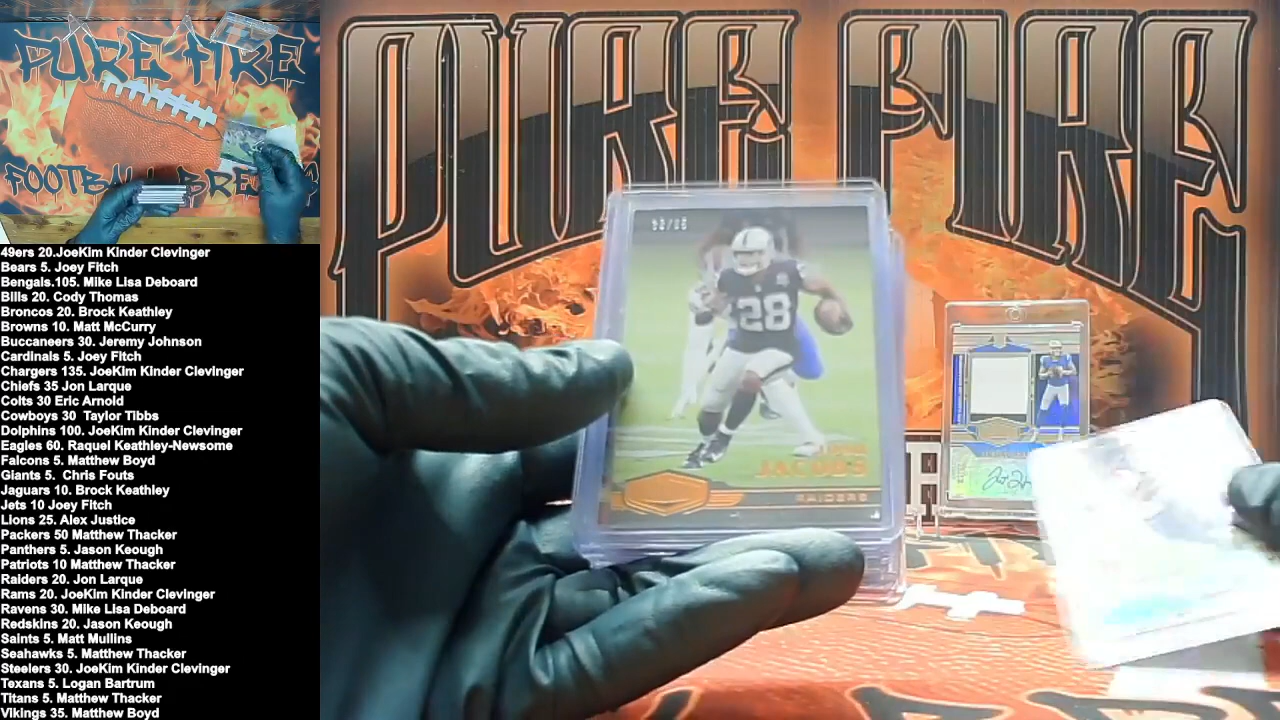 PURE FIRE
FOOTBALL BREAKS
PURE FIRE
28
JACOBS
RAIDERS
49ers 20.JoeKim Kinder Clevinger
Bears 5. Joey Fitch
Bengals.105. Mike Lisa Deboard
Bills 20. Cody Thomas
Broncos 20. Brock Keathley
Browns 10. Matt McCurry
Buccaneers 30. Jeremy Johnson
Cardinals 5. Joey Fitch
Chargers 135. JoeKim Kinder Clevinger
Chiefs 35 Jon Larque
Colts 30 Eric Arnold
Cowboys 30 Taylor Tibbs
Dolphins 100. JoeKim Kinder Clevinger
Eagles 60. Raquel Keathley-Newsome
Falcons 5. Matthew Boyd
Giants 5. Chris Fouts
Jaguars 10. Brock Keathley
Jets 10 Joey Fitch
Lions 25. Alex Justice
Packers 50 Matthew Thacker
Panthers 5. Jason Keough
Patriots 10 Matthew Thacker
Raiders 20. Jon Larque
Rams 20. JoeKim Kinder Clevinger
Ravens 30. Mike Lisa Deboard
Redskins 20. Jason Keough
Saints 5. Matt Mullins
Seahawks 5. Matthew Thacker
Steelers 30. JoeKim Kinder Clevinger
Texans 5. Logan Bartrum
Titans 5. Matthew Thacker
Vikings 35. Matthew Boyd